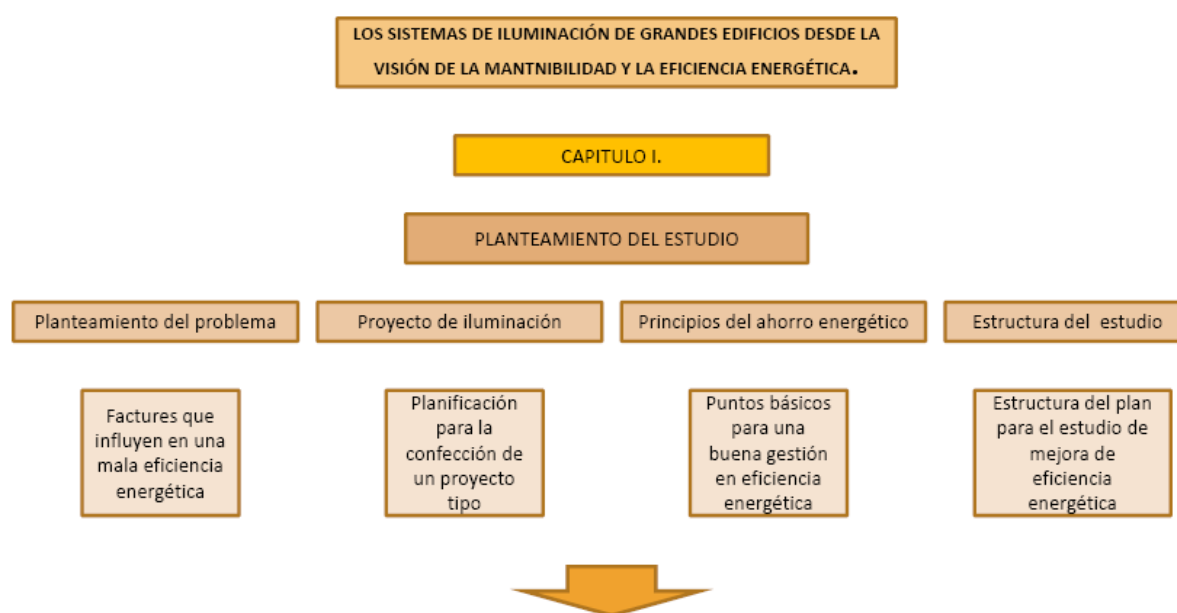 LOS SISTEMAS DE ILUMINACIÓN DE GRANDES EDIFICIOS DESDE LA
VISIÓN DE LA MANTNIBILIDAD Y LA EFICIENCIA ENERGÉTICA.
CAPITULO I.
PLANTEAMIENTO DEL ESTUDIO
Planteamiento del problema
Proyecto de iluminación
Principios del ahorro energético
Estructura del estudio
Factures que
influyen en una
mala eficiencia
energética
Planificación
para la
confección de
un proyecto
tipo
Puntos básicos
para una
buena gestión
en eficiencia
energética
Estructura del plan
para el estudio de
mejora de
eficiencia
energética